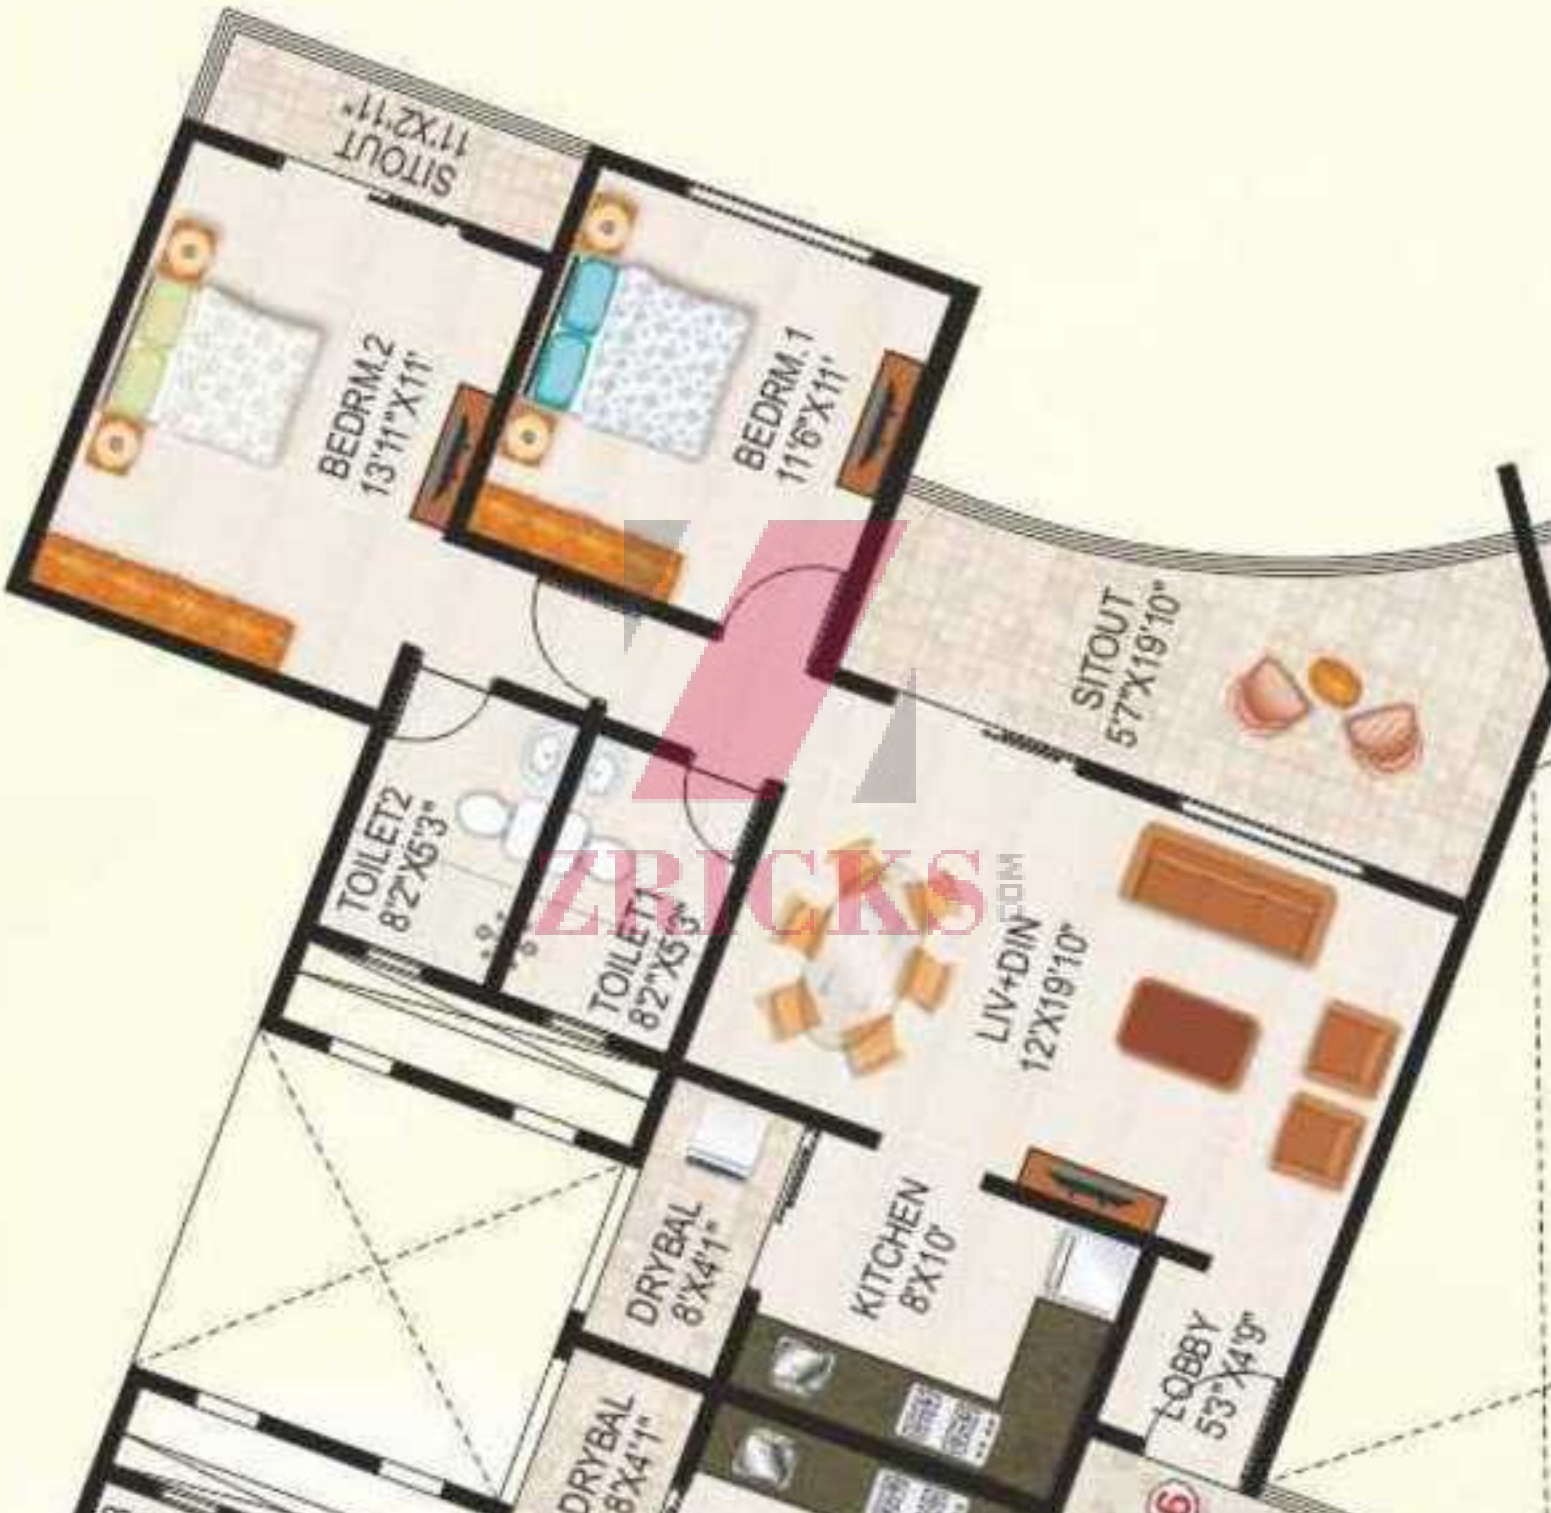 SITOUT
11'X2'11"
BEDRM.2
13'11"X11'
BEDRM.1
11'6"X11'
SITOUT
5'7"X19'10"
TOILET2
8'2"X5'3"
TOILET1
8'2"X5'3"
ZRICKS
.COM
LIV+DIN
12'X19'10"
DRYBAL
8'X4'1"
KITCHEN
8'X10'
LOBBY
5'3"X4'9"
DRYBAL
8'X4'1"
6